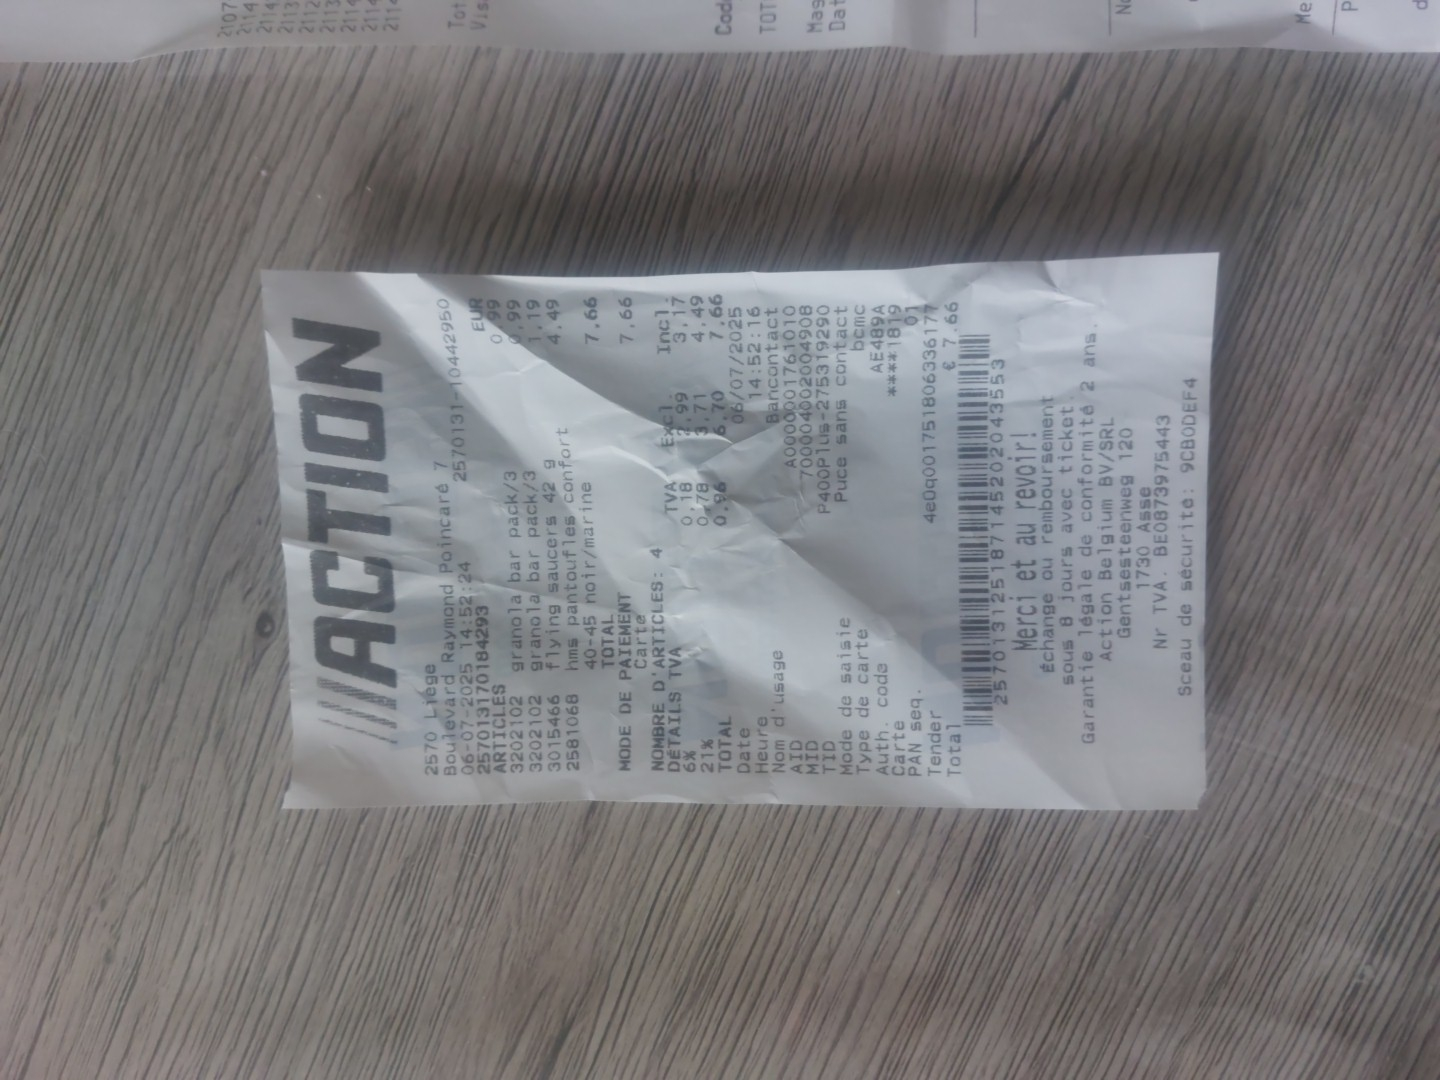 ///ACTION
2570 Liege
Boulevard Raymond Poincaré 7
06-07-2025 14:52:24 2570131-10442950
2570131170184293
ARTICLES EUR
3202102 granola bar pack/3 0.99
3202102 granola bar pack/3 0.99
3015466 flying saucers 42 g 1.19
2581068 hms pantoufles confort 4.49
40-45 noir/marine
TOTAL 7.66
MODE DE PAIEMENT
Carte 7.66
NOMBRE D'ARTICLES: 4
DÉTAILS TVA TVA Excl. Incl.
6% 0.18 2.99 3.17
21% 0.78 3.71 4.49
TOTAL 0.96 6.70 7.66
Date 06/07/2025
Heure 14:52:16
Nom d'usage Bancontact
AID A0000001761010
MID 700004002004908
TID P400Plus-275319290
Mode de saisie Puce sans contact
Type de carte bcmc
Auth. code AE489A
Carte ****1819
PAN seq. 01
Tender 4e0q001751806336177
Total € 7.66
257013125187145202043553
Merci et au revoir!
Échange ou remboursement
sous 8 jours avec ticket.
Garantie légale de conformité 2 ans.
Action Belgium BV/SRL
Gentsesteenweg 120
1730 Asse
Nr TVA. BE0873975443
Sceau de sécurité: 9CB0DEF4